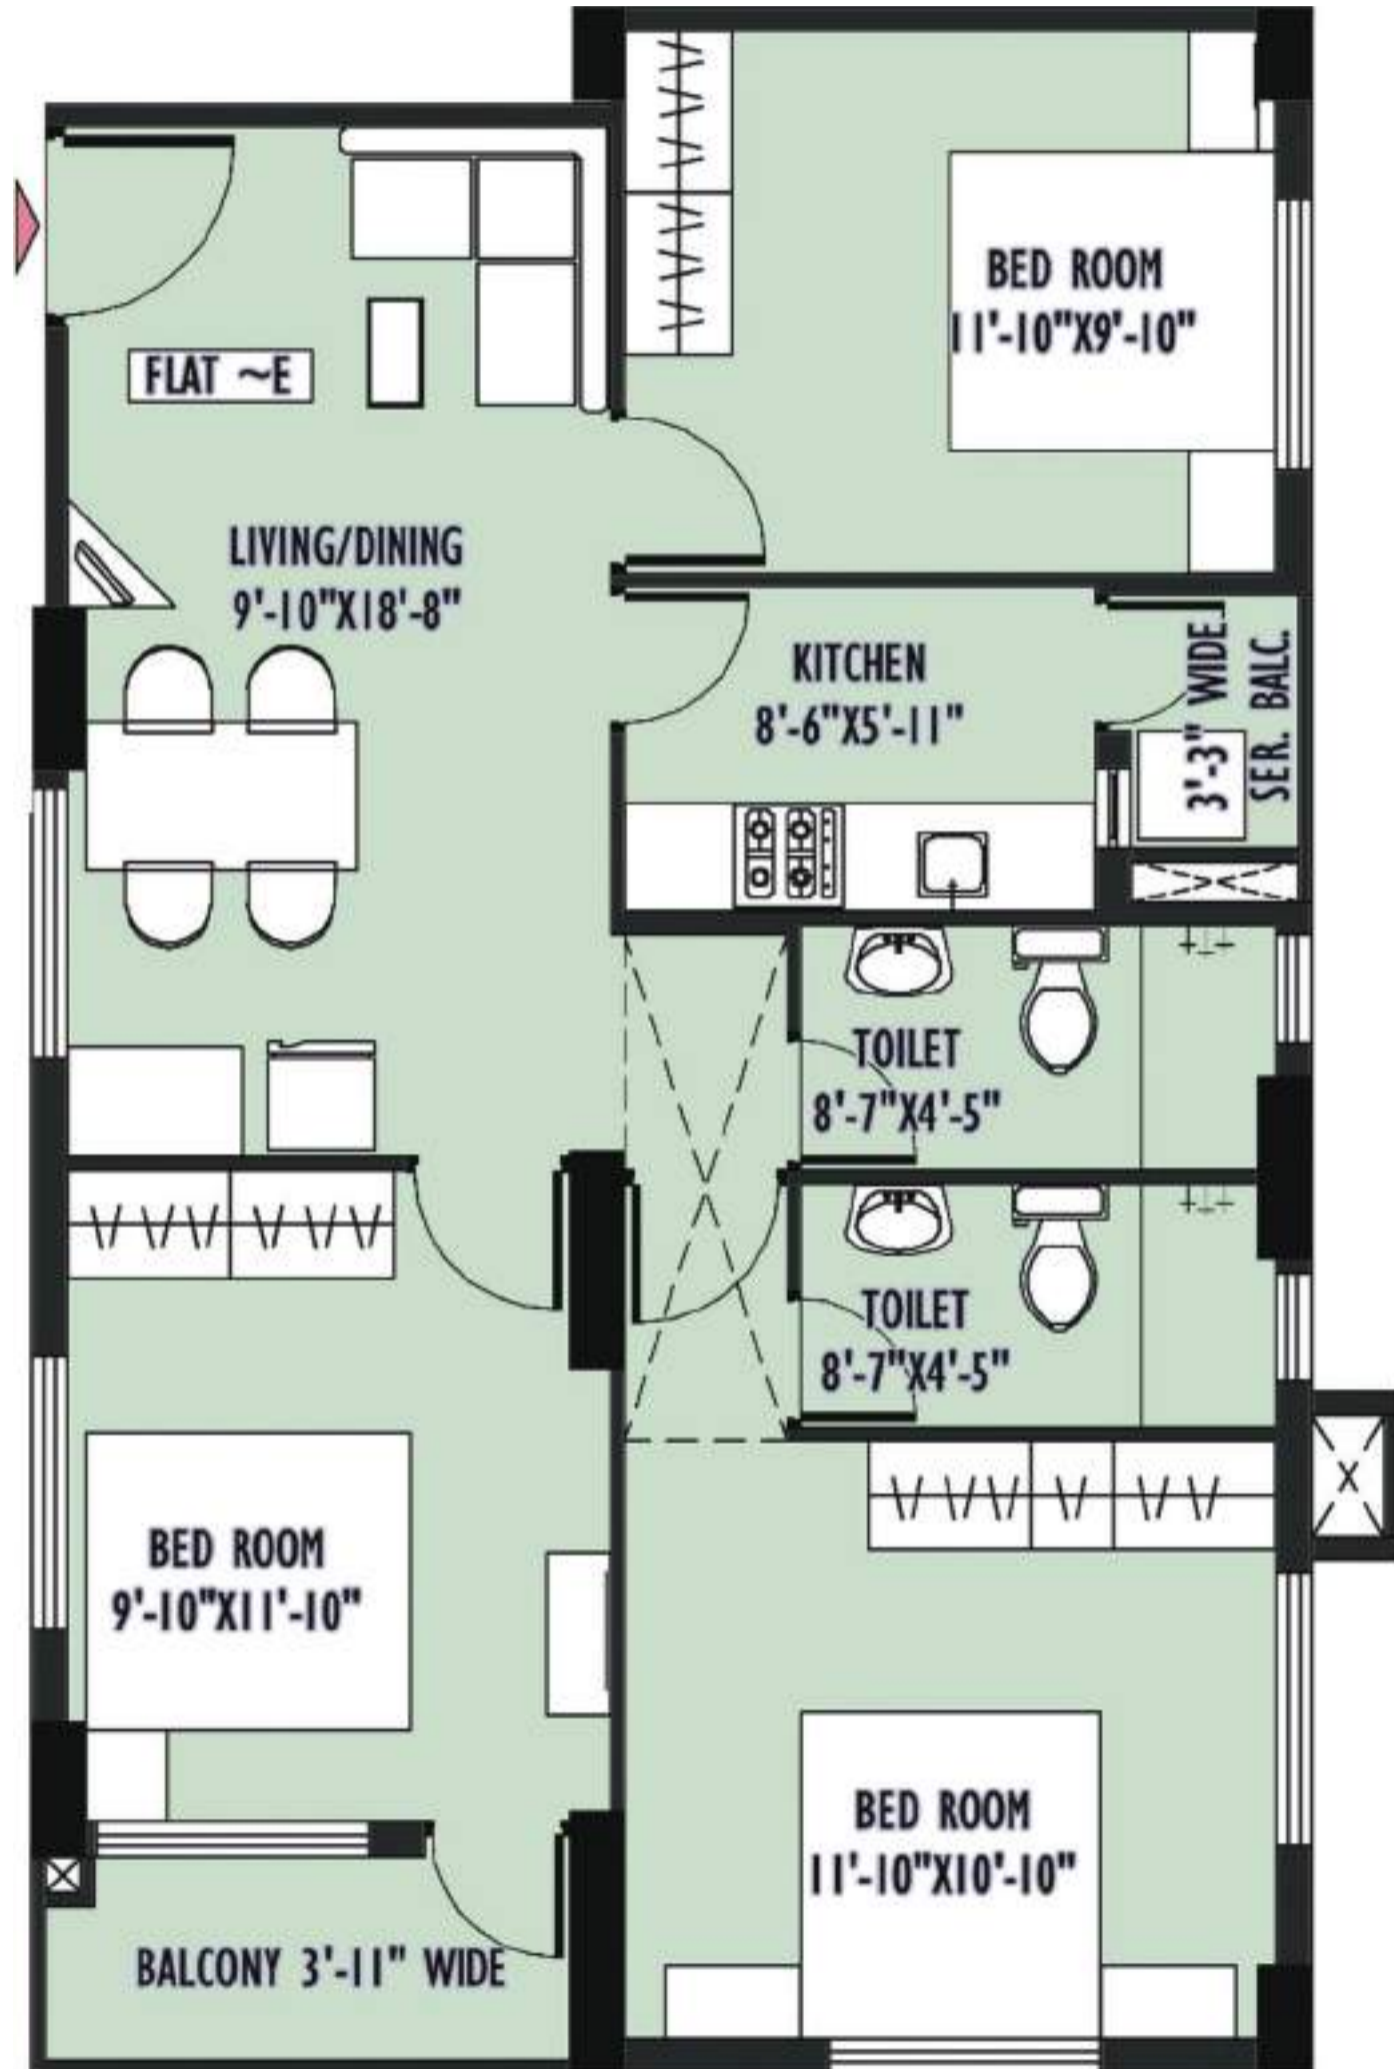 BED ROOM
11'-10"X9'-10"
FLAT ~E
LIVING/DINING
9'-10"X18'-8"
KITCHEN
8'-6"X5'-11"
3'-3" WIDE
SER. BALC.
TOILET
8'-7"X4'-5"
TOILET
8'-7"X4'-5"
BED ROOM
9'-10"X11'-10"
BED ROOM
11'-10"X10'-10"
BALCONY 3'-11" WIDE